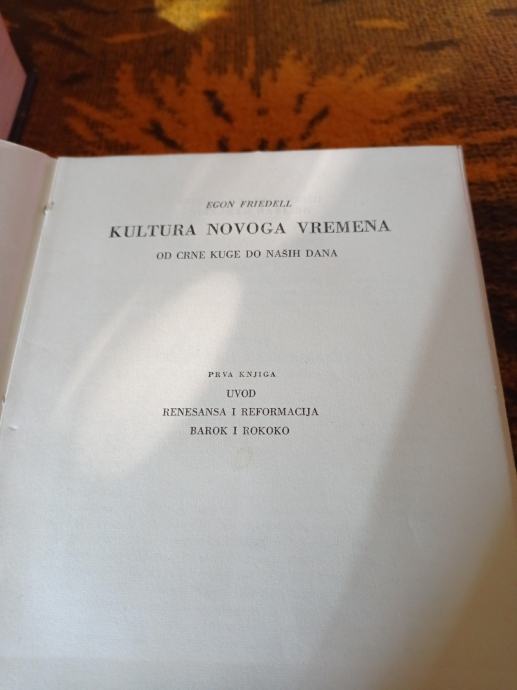 EGON FRIEDELL
KULTURA NOVOGA VREMENA
OD CRNE KUGE DO NAŠIH DANA
PRVA KNJIGA
UVOD
RENESANSA I REFORMACIJA
BAROK I ROKOKO